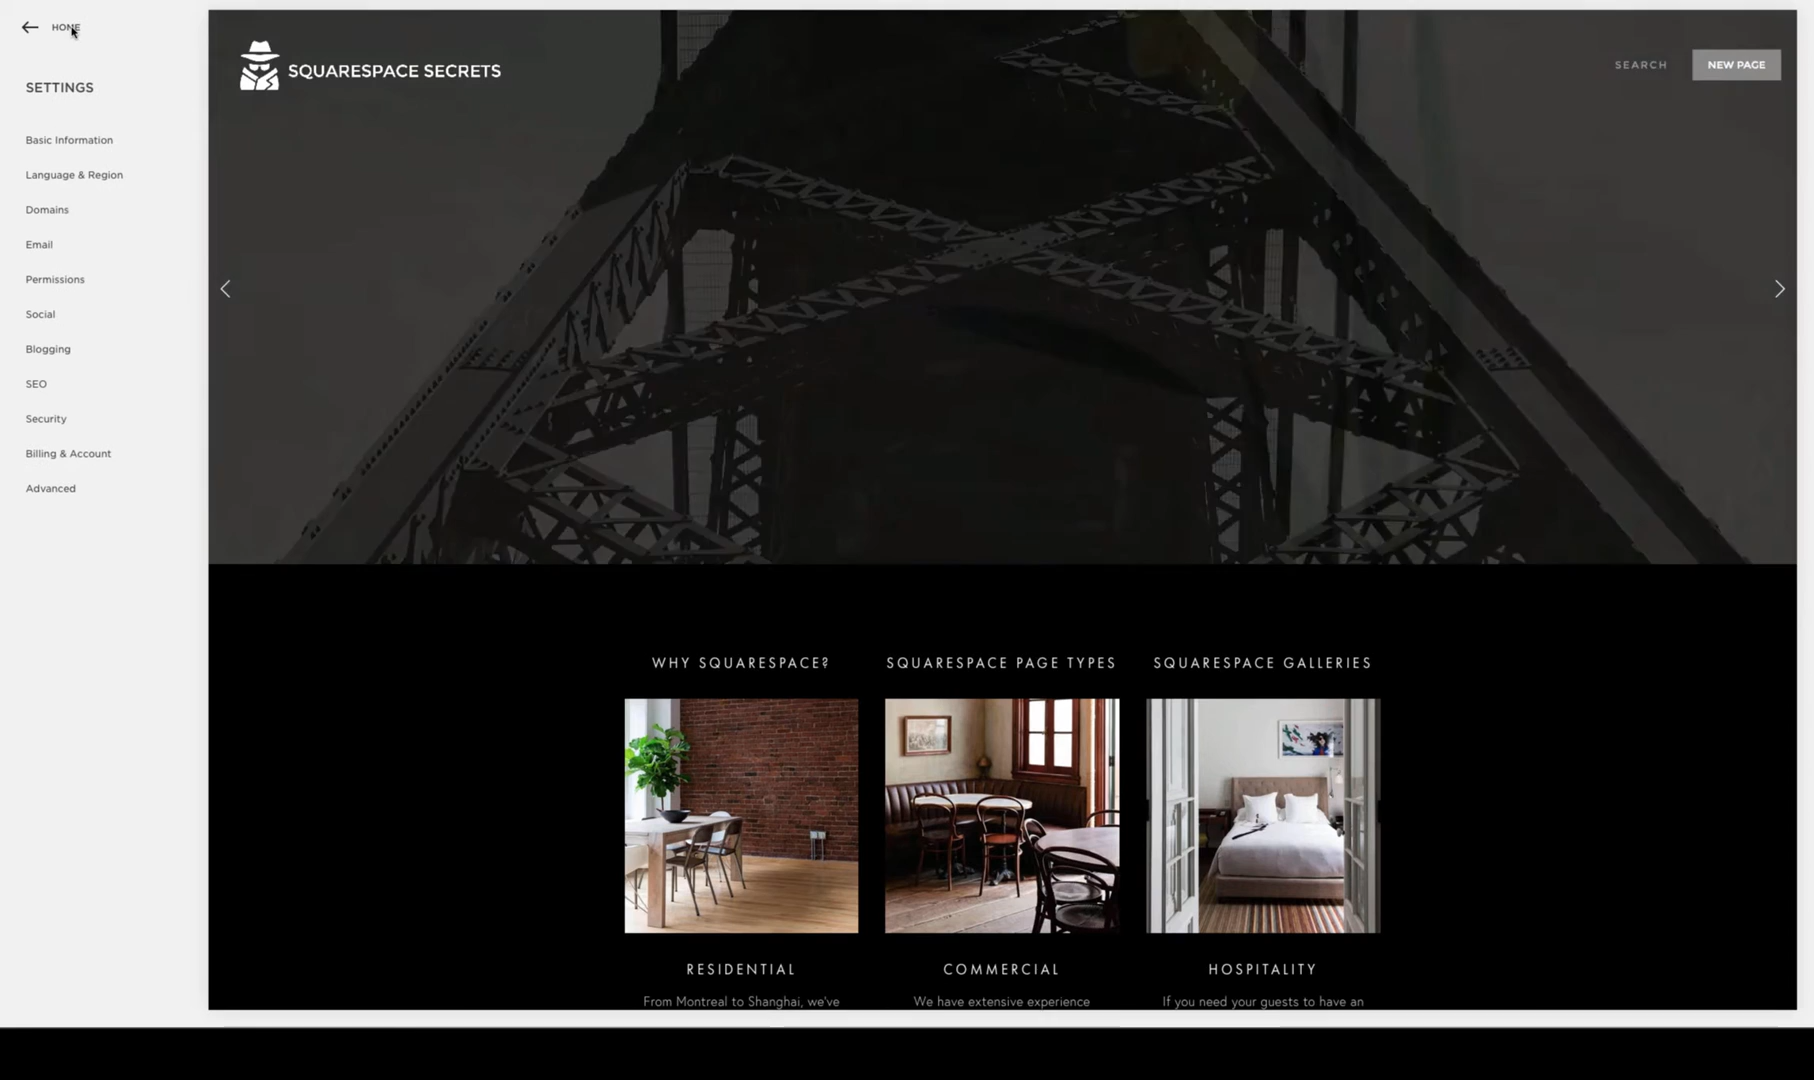 HOME
SETTINGS
Basic Information
Language & Region
Domains
Email
Permissions
Social
Blogging
SEO
Security
Billing & Account
Advanced
SQUARESPACE SECRETS
SEARCH
NEW PAGE
WHY SQUARESPACE?
SQUARESPACE PAGE TYPES
SQUARESPACE GALLERIES
RESIDENTIAL
COMMERCIAL
HOSPITALITY
From Montreal to Shanghai, we've
We have extensive experience
If you need your guests to have an